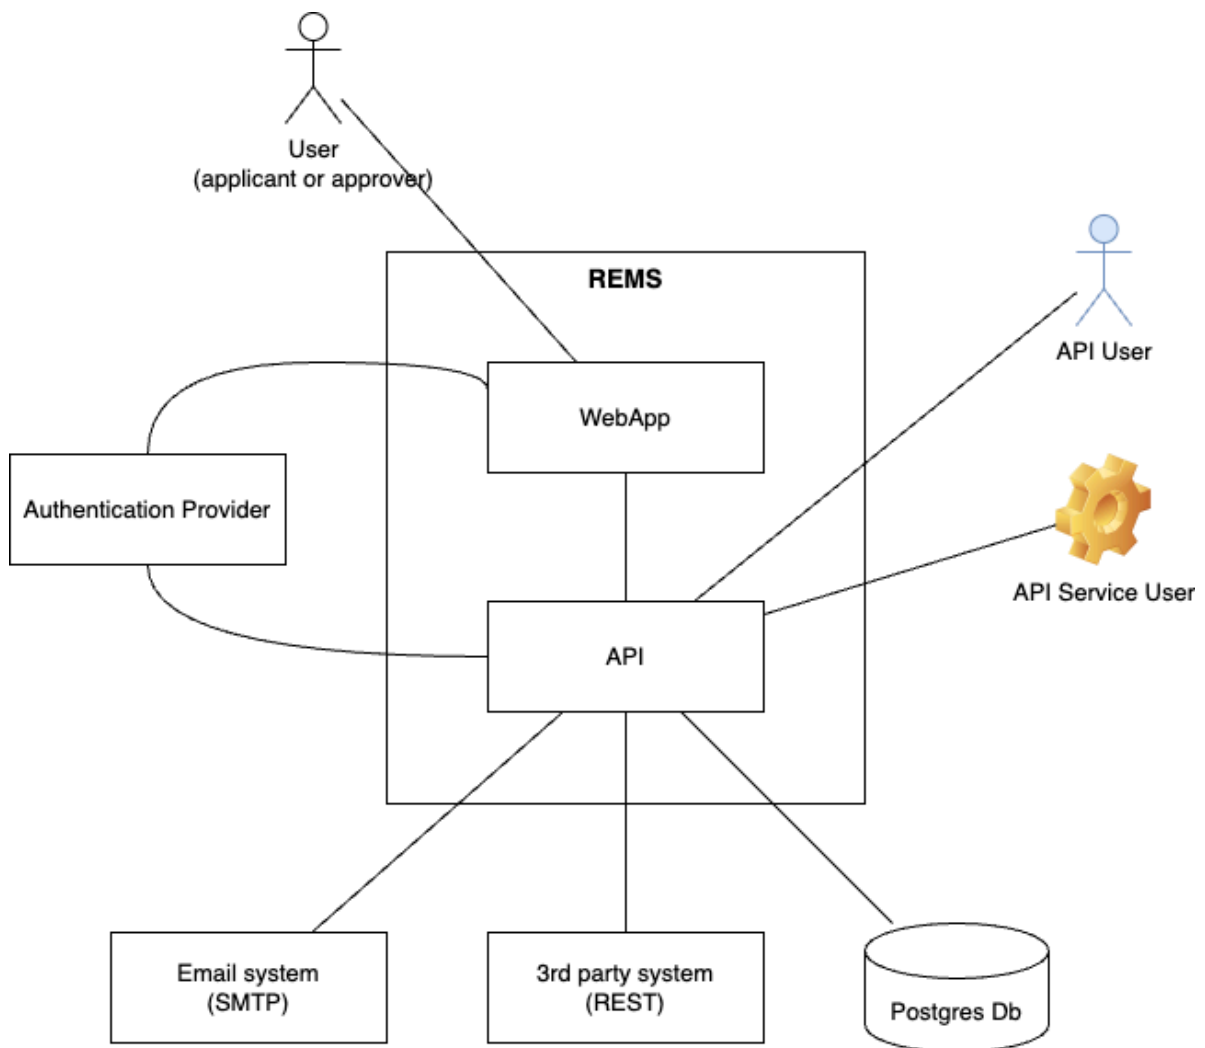 User
(applicant or approver)
REMS
API User
WebApp
Authentication Provider
API Service User
API
Email system
(SMTP)
3rd party system
(REST)
Postgres Db